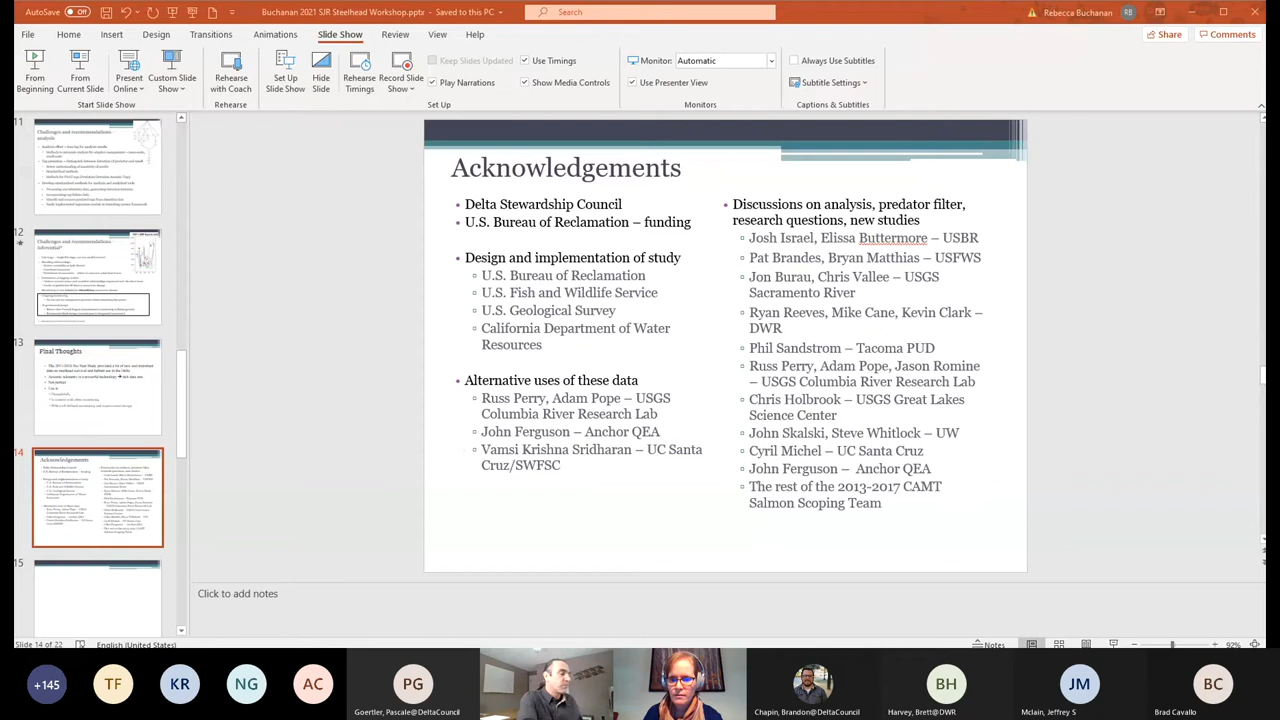 AutoSave Off
Buchanan 2021 SJR Steelhead Workshop.pptx - Saved to this PC
Search
Rebecca Buchanan RB
File Home Insert Design Transitions Animations Slide Show Review View Help
Share Comments
From Beginning
From Current Slide
Present Online
Custom Slide Show
Start Slide Show
Rehearse with Coach
Rehearse
Set Up Slide Show
Hide Slide
Rehearse Timings
Record Slide Show
Keep Slides Updated
Play Narrations
Use Timings
Show Media Controls
Set Up
Monitor: Automatic
Use Presenter View
Monitors
Always Use Subtitles
Subtitle Settings
Captions & Subtitles
11
Challenges and recommendations - analysis
12
Challenges and recommendations -
13
Final Thoughts
14
Acknowledgements
15
Acknowledgements
• Delta Stewardship Council
• U.S. Bureau of Reclamation – funding
• Design and implementation of study
▫ U.S. Bureau of Reclamation
▫ U.S. Fish and Wildlife Service
▫ U.S. Geological Survey
▫ California Department of Water
Resources
• Alternative uses of these data
▫ Russ Perry, Adam Pope – USGS
Columbia River Research Lab
▫ John Ferguson – Anchor QEA
▫ Vamsi Krishna Sridharan – UC Santa
Cruz/SWFSC
• Discussions on analysis, predator filter,
research questions, new studies
▫ Josh Israel, Elissa Buttermore – USBR
▫ Pat Brandes, Bryan Matthias – USFWS
▫ Jon Burau, Chris Vallee – USGS
Sacramento River
▫ Ryan Reeves, Mike Cane, Kevin Clark –
DWR
▫ Phil Sandstrom – Tacoma PUD
▫ Russ Perry, Adam Pope, Jason Romine
– USGS Columbia River Research Lab
▫ Chris Holbrook – USGS Great Lakes
Science Center
▫ John Skalski, Steve Whitlock – UW
▫ Cyril Michel – UC Santa Cruz
▫ John Ferguson – Anchor QEA
▫ The rest of the 2013-2017 CAMT
Salmon Scoping Team
Click to add notes
Slide 14 of 22
English (United States)
Notes
92%
+145
TF
KR
NG
AC
PG
Goertler, Pascale@DeltaCouncil
Chapin, Brandon@DeltaCouncil
BH
Harvey, Brett@DWR
JM
Mclain, Jeffrey S
BC
Brad Cavallo